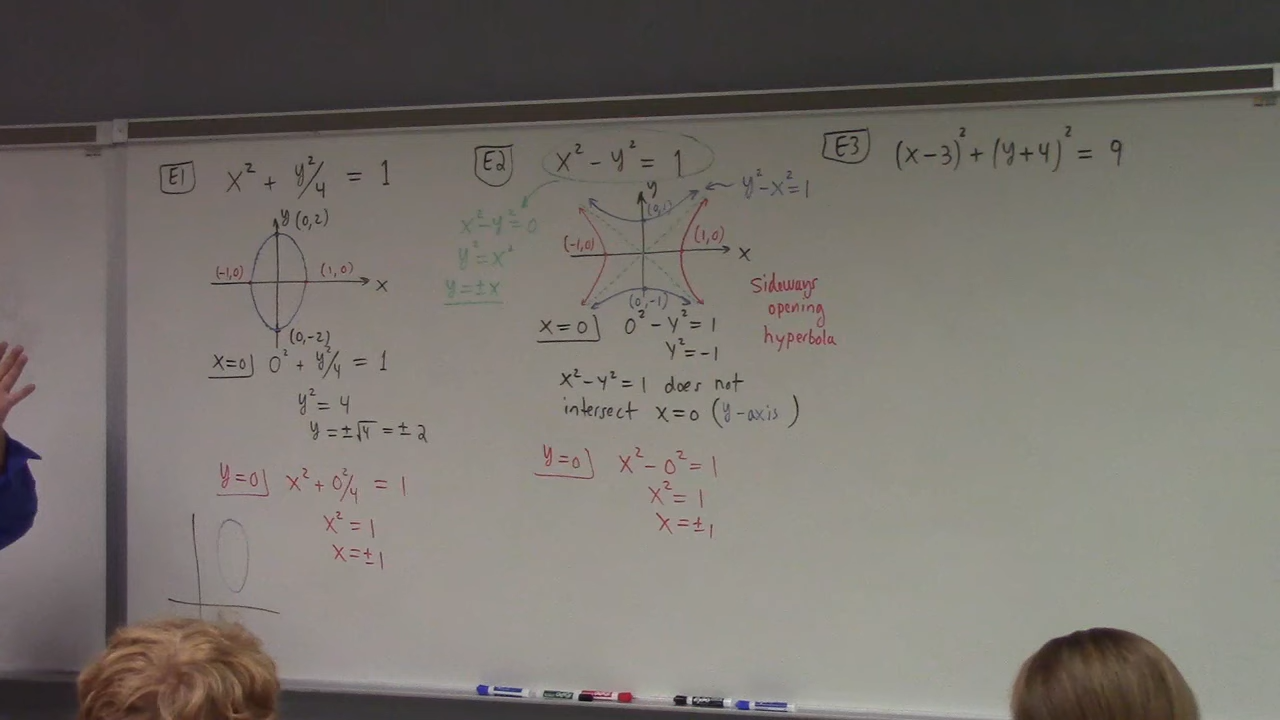 E1 x² + y²/4 = 1
y (0,2)
(-1,0) (1,0) x
(0,-2)
x=0 0² + y²/4 = 1
y² = 4
y = ±√4 = ±2
y=0 x² + 0²/4 = 1
x² = 1
x = ±1
E2 x² - y² = 1
y y² - x² = 1
x² - y² = 0 (0,1)
y² = x² (-1,0) (1,0) x
y = ±x (0,-1)
Sideways
opening
hyperbola
x=0 0² - y² = 1
y² = -1
x² - y² = 1 does not
intersect x=0 (y-axis)
y=0 x² - 0² = 1
x² = 1
x = ±1
E3 (x-3)² + (y+4)² = 9